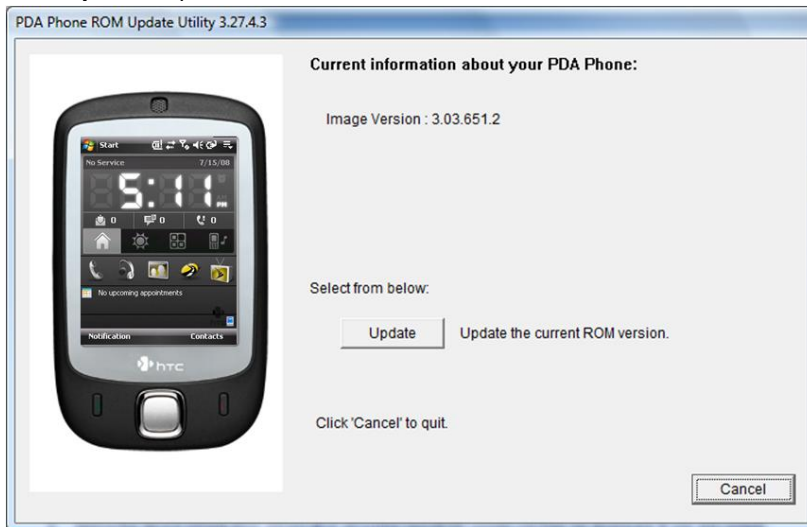 PDA Phone ROM Update Utility 3.27.4.3
Current information about your PDA Phone:
Image Version : 3.03.651.2
Start
No Service 7/15/08
5:11
0 0 0
No upcoming appointments
Notification Contacts
hTC
Select from below:
Update Update the current ROM version.
Click 'Cancel' to quit.
Cancel